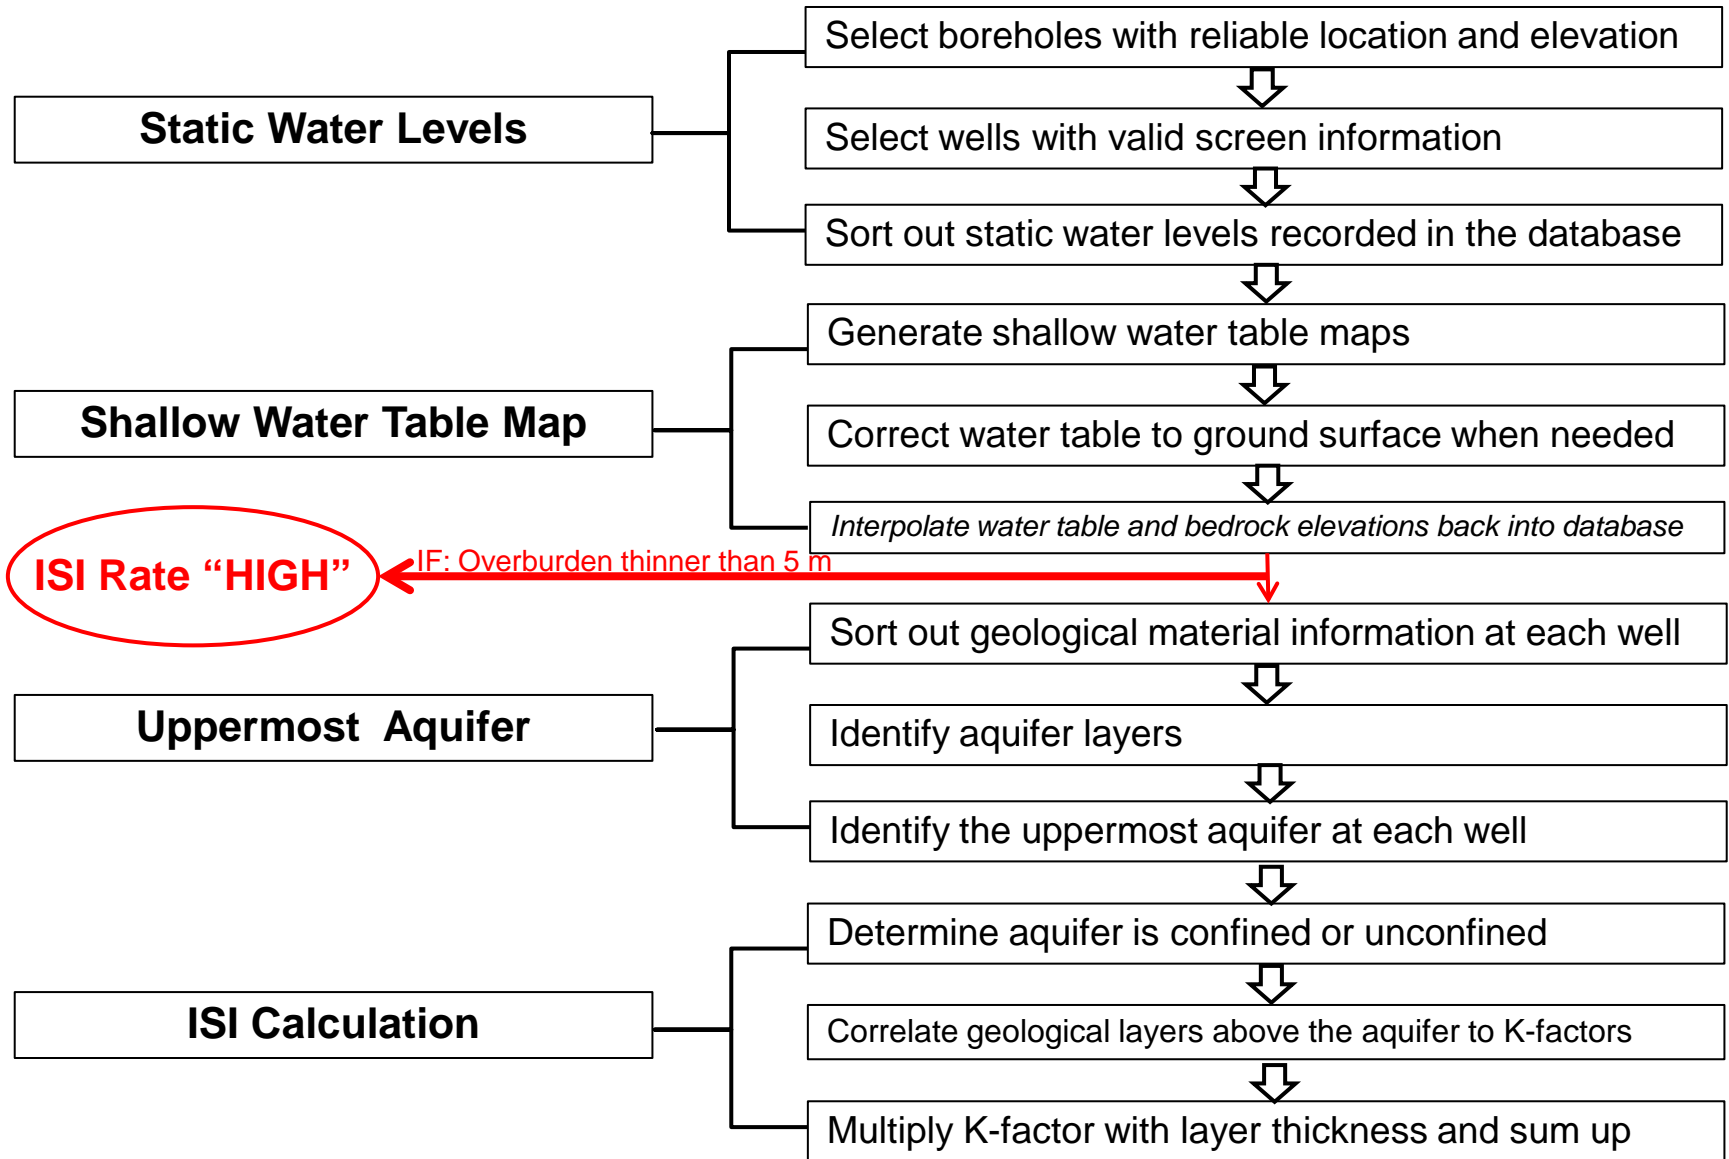 Select boreholes with reliable location and elevation
Static Water Levels
Select wells with valid screen information
Sort out static water levels recorded in the database
Generate shallow water table maps
Shallow Water Table Map
Correct water table to ground surface when needed
Interpolate water table and bedrock elevations back into database
ISI Rate “HIGH”
IF: Overburden thinner than 5 m
Sort out geological material information at each well
Uppermost Aquifer
Identify aquifer layers
Identify the uppermost aquifer at each well
Determine aquifer is confined or unconfined
ISI Calculation
Correlate geological layers above the aquifer to K-factors
Multiply K-factor with layer thickness and sum up